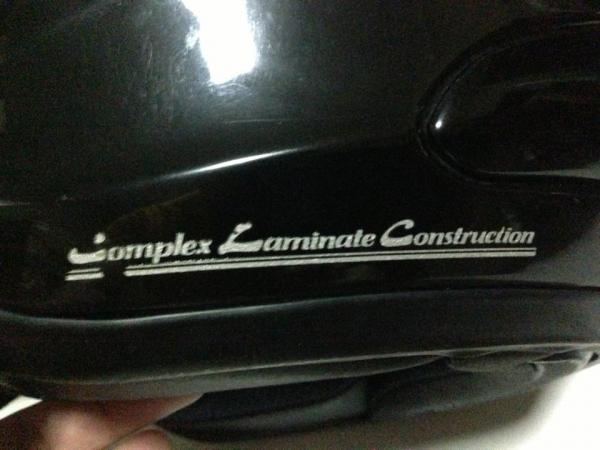 Complex Laminate Construction